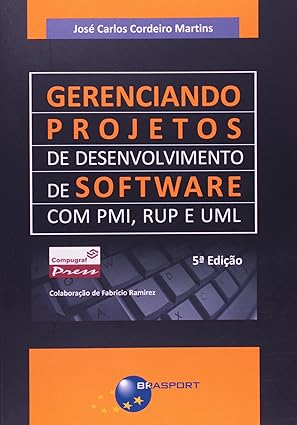 José Carlos Cordeiro Martins
GERENCIANDO
PROJETOS
DE DESENVOLVIMENTO
DE SOFTWARE
COM PMI, RUP E UML
Compugraf
Press
5ª Edição
Colaboração de Fabricio Ramirez
BRASPORT